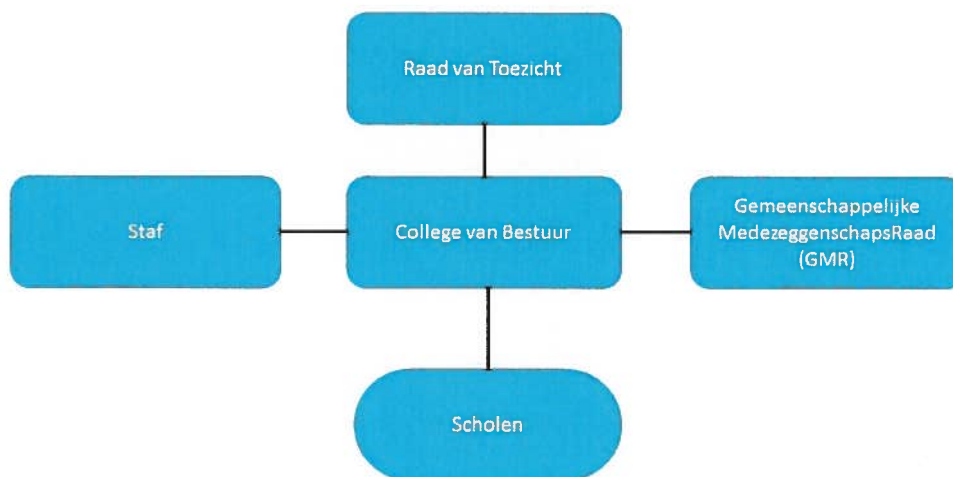 Raad van Toezicht
Staf
College van Bestuur
Gemeenschappelijke
MedezeggenschapsRaad
(GMR)
Scholen